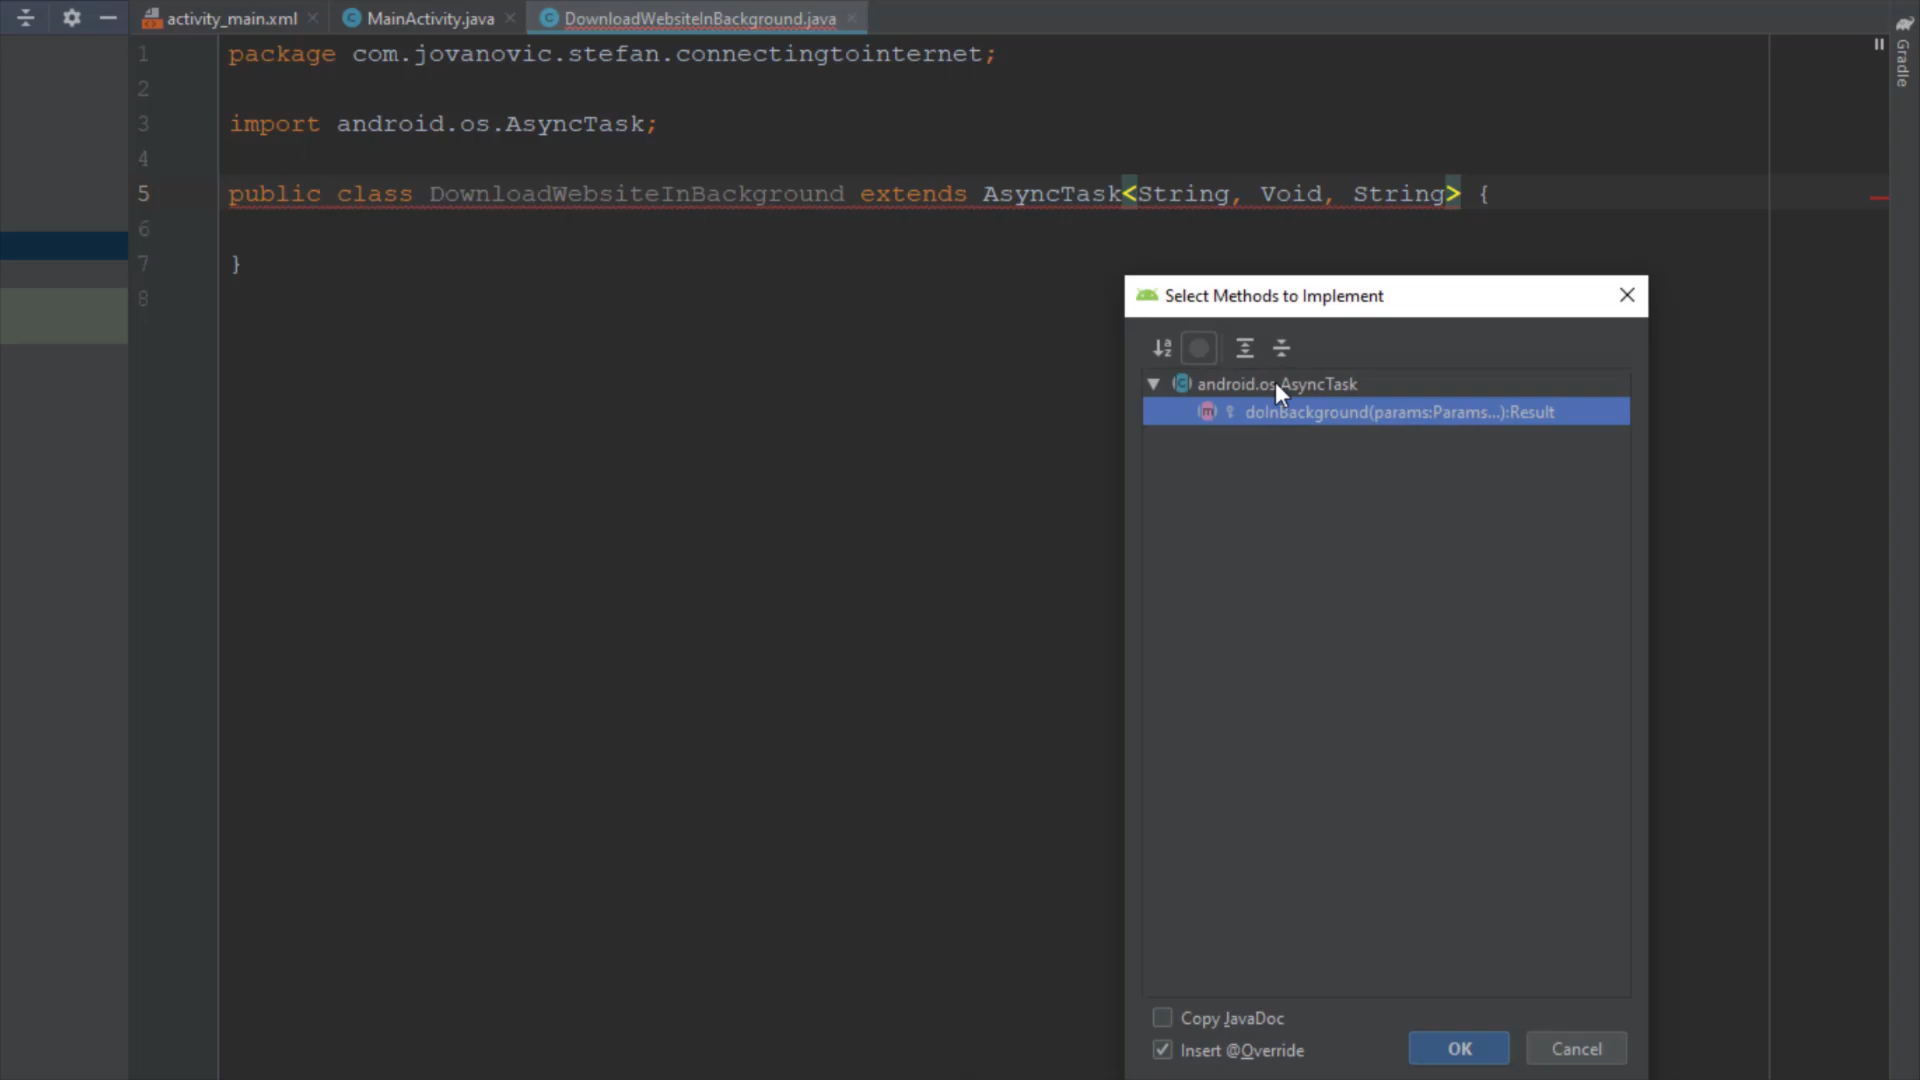 activity_main.xml
MainActivity.java
DownloadWebsiteInBackground.java
Gradle
1 package com.jovanovic.stefan.connectingtointernet;
2
3 import android.os.AsyncTask;
4
5 public class DownloadWebsiteInBackground extends AsyncTask<String, Void, String> {
6
7 }
8
Select Methods to Implement
android.os.AsyncTask
doInBackground(params:Params...):Result
Copy JavaDoc
Insert @Override
OK
Cancel